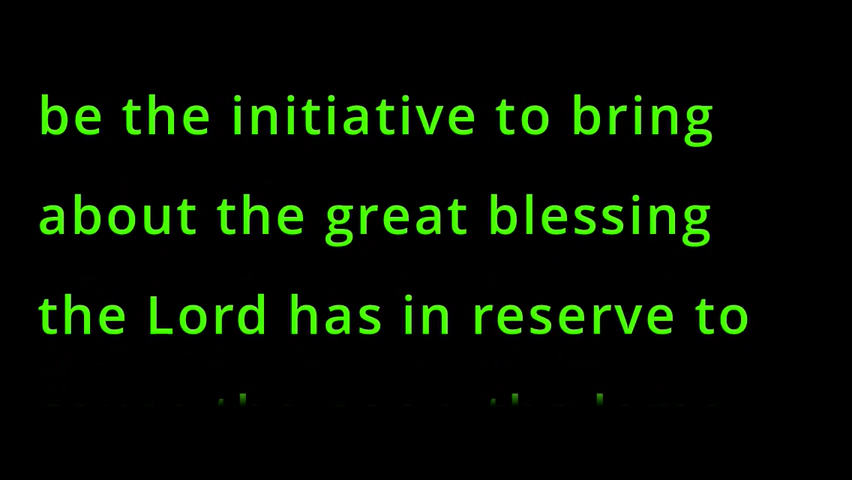 be the initiative to bring
about the great blessing
the Lord has in reserve to